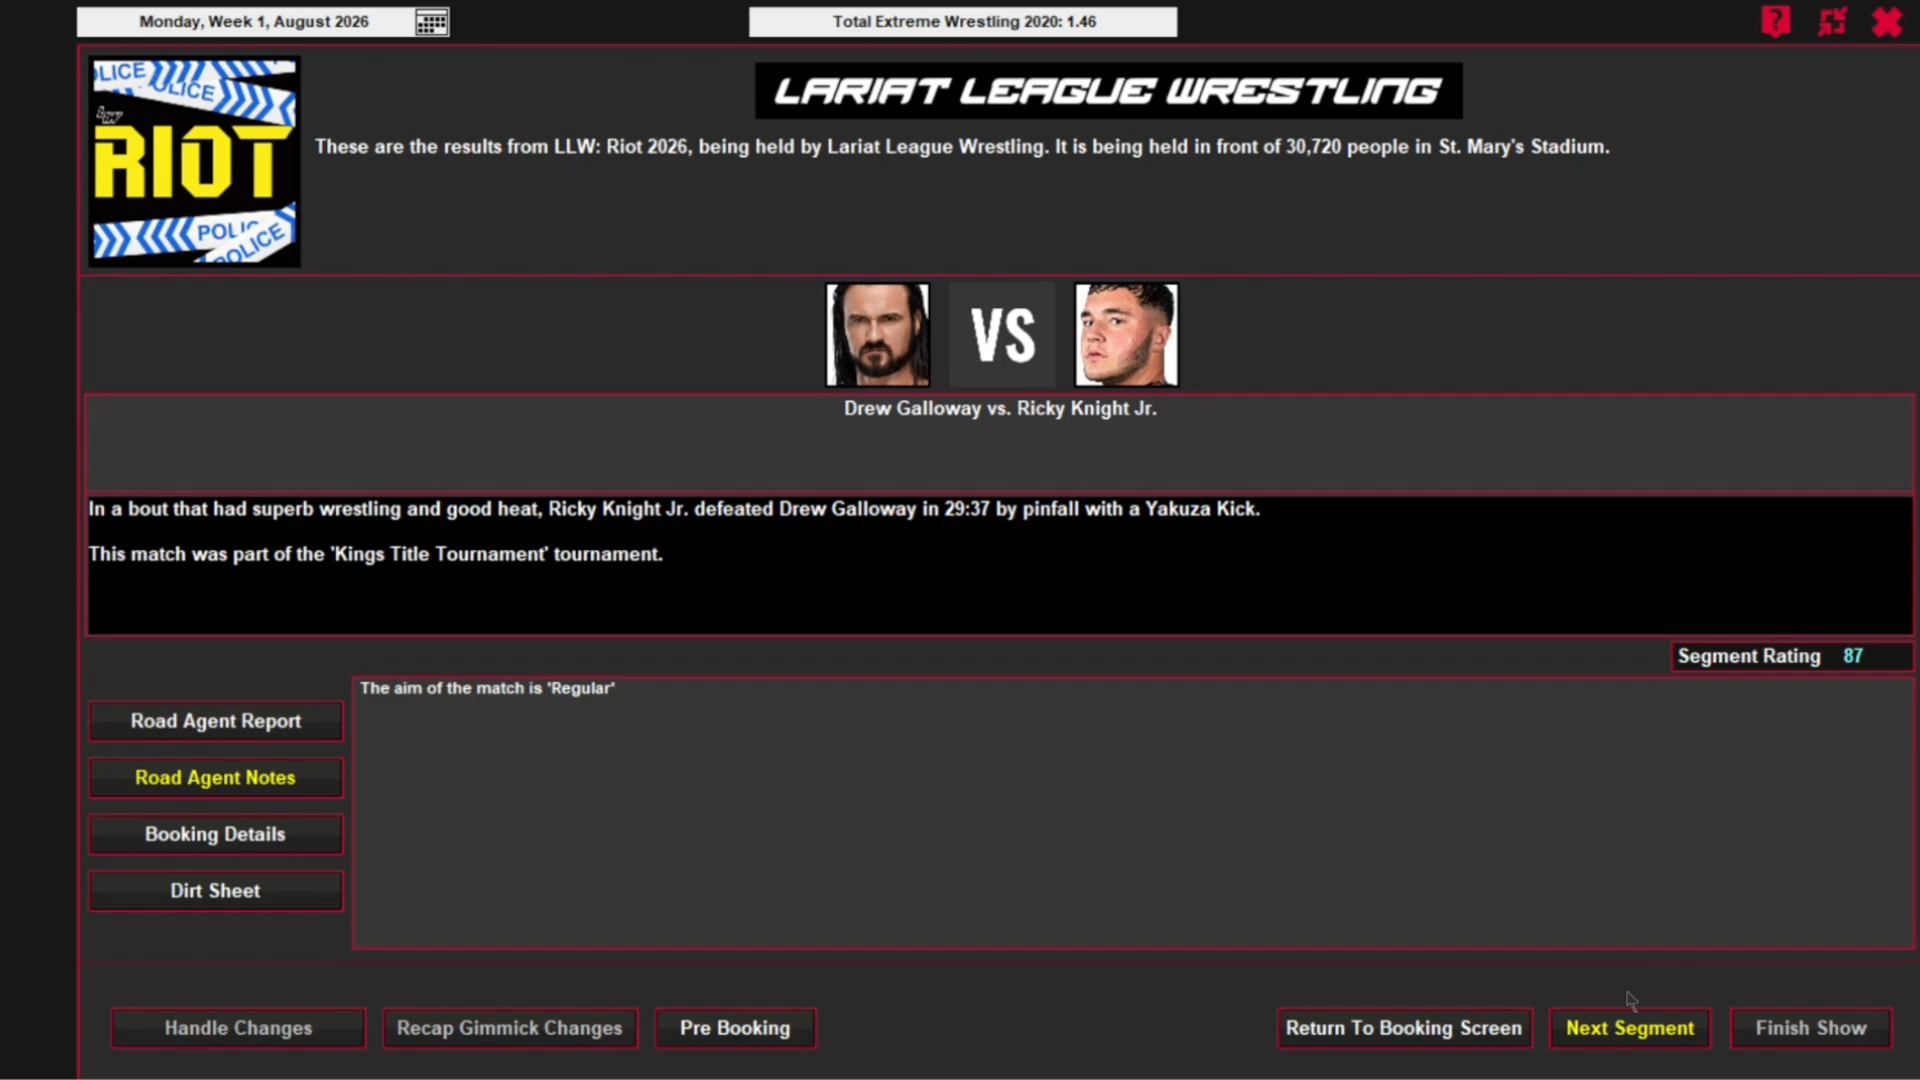 Monday, Week 1, August 2026
Total Extreme Wrestling 2020: 1.46
?
POLICE
POLICE
LLW
RIOT
POLICE
POLICE
LARIAT LEAGUE WRESTLING
These are the results from LLW: Riot 2026, being held by Lariat League Wrestling. It is being held in front of 30,720 people in St. Mary's Stadium.
VS
Drew Galloway vs. Ricky Knight Jr.
In a bout that had superb wrestling and good heat, Ricky Knight Jr. defeated Drew Galloway in 29:37 by pinfall with a Yakuza Kick.
This match was part of the 'Kings Title Tournament' tournament.
Segment Rating 87
The aim of the match is 'Regular'
Road Agent Report
Road Agent Notes
Booking Details
Dirt Sheet
Handle Changes
Recap Gimmick Changes
Pre Booking
Return To Booking Screen
Next Segment
Finish Show